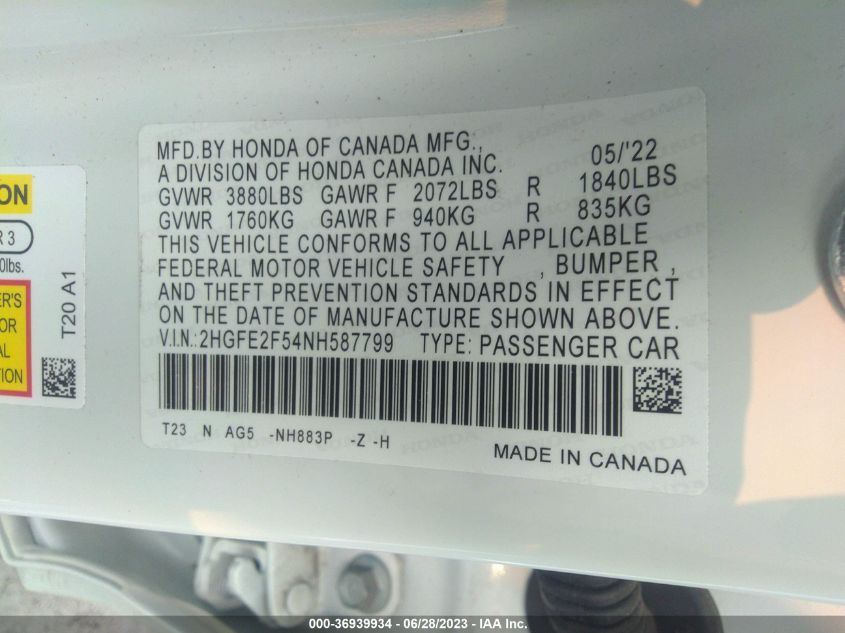 ON
R 3
0lbs.
ER'S
OR
AL
TION
T20 A1
MFD.BY HONDA OF CANADA MFG., 05/'22
A DIVISION OF HONDA CANADA INC.
GVWR 3880LBS GAWR F 2072LBS R 1840LBS
GVWR 1760KG GAWR F 940KG R 835KG
THIS VEHICLE CONFORMS TO ALL APPLICABLE
FEDERAL MOTOR VEHICLE SAFETY , BUMPER ,
AND THEFT PREVENTION STANDARDS IN EFFECT
ON THE DATE OF MANUFACTURE SHOWN ABOVE.
V.I.N.:2HGFE2F54NH587799 TYPE: PASSENGER CAR
T23 N AG5 -NH883P -Z -H
MADE IN CANADA
000-36939934 / 06/28/2023 - IAA Inc.